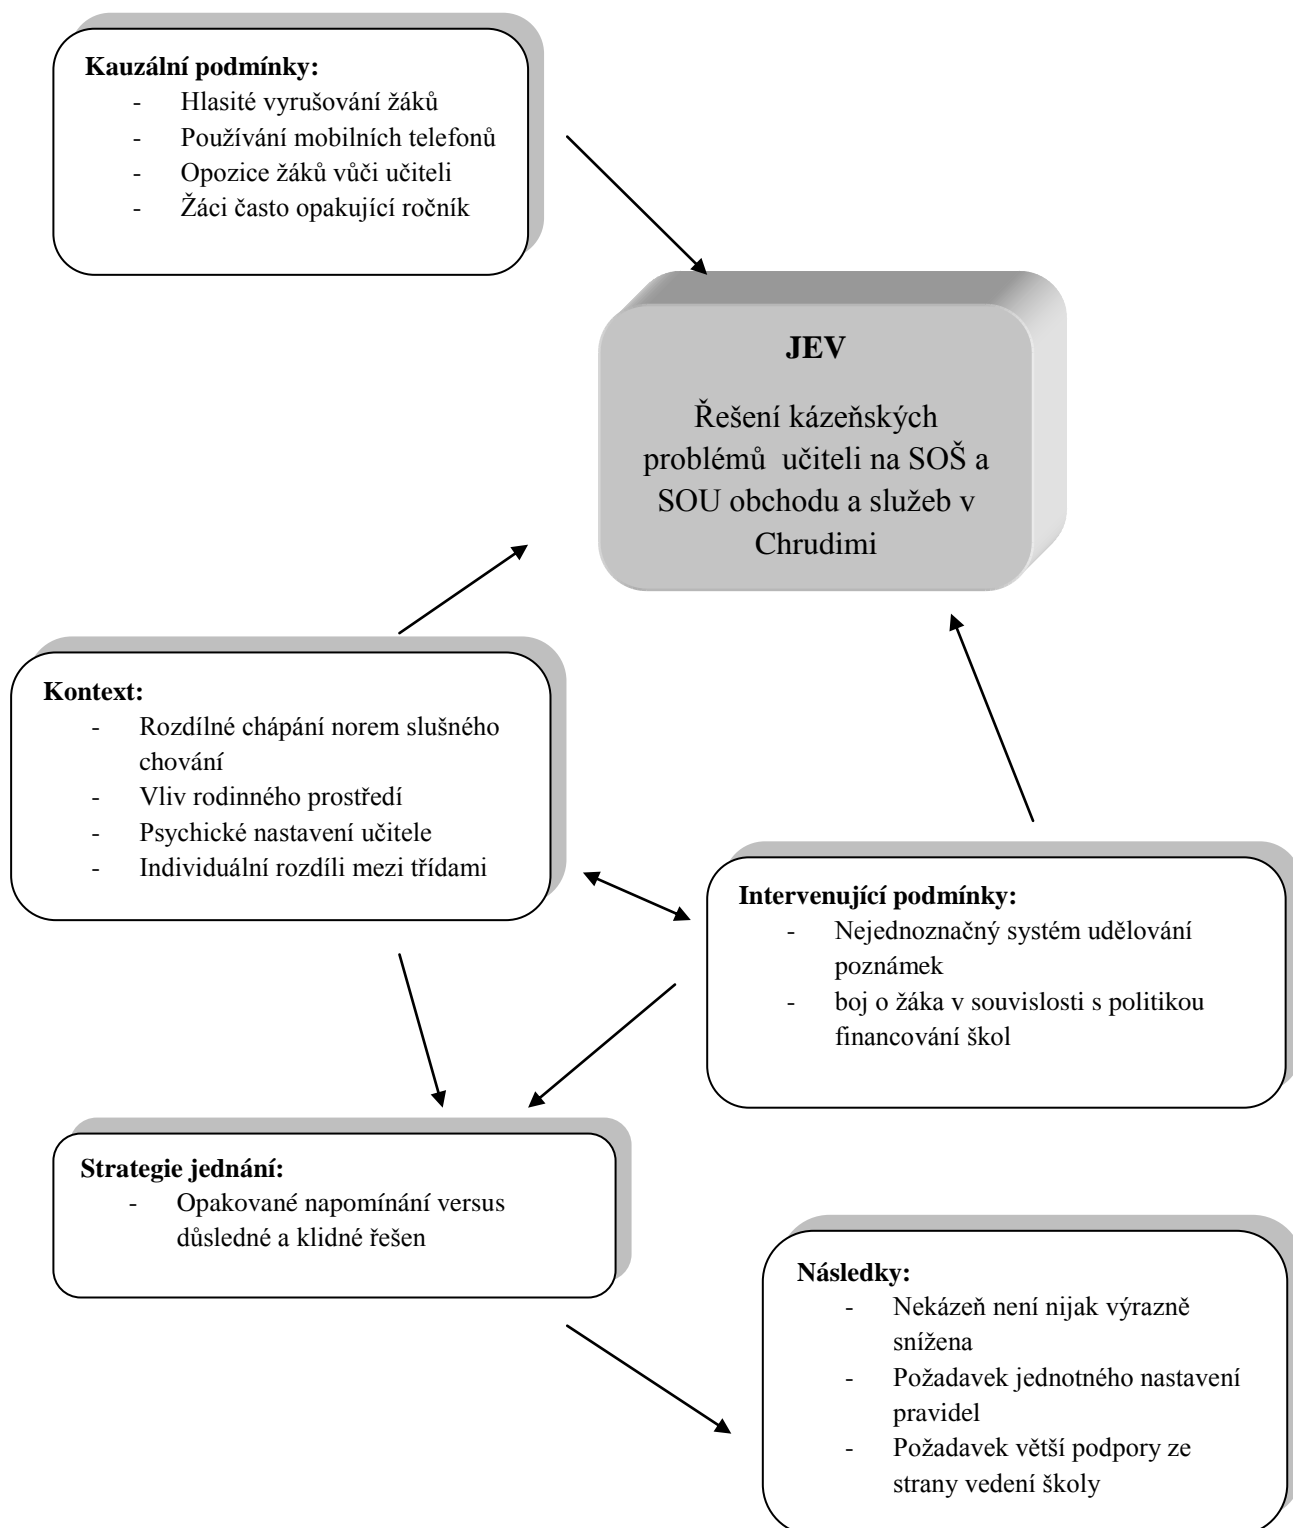 Kauzální podmínky:
- Hlasité vyrušování žáků
- Používání mobilních telefonů
- Opozice žáků vůči učiteli
- Žáci často opakující ročník
JEV
Řešení kázeňských
problémů učiteli na SOŠ a
SOU obchodu a služeb v
Chrudimi
Kontext:
- Rozdílné chápání norem slušného
chování
- Vliv rodinného prostředí
- Psychické nastavení učitele
- Individuální rozdíli mezi třídami
Intervenující podmínky:
- Nejednoznačný systém udělování
poznámek
- boj o žáka v souvislosti s politikou
financování škol
Strategie jednání:
- Opakované napomínání versus
důsledné a klidné řešen
Následky:
- Nekázeň není nijak výrazně
snížena
- Požadavek jednotného nastavení
pravidel
- Požadavek větší podpory ze
strany vedení školy